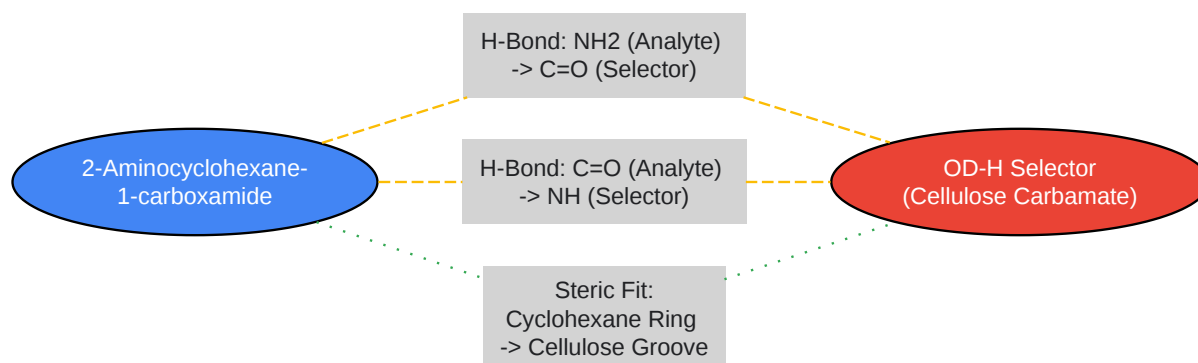 H-Bond: NH2 (Analyte)
-> C=O (Selector)
2-Aminocyclohexane-
1-carboxamide
H-Bond: C=O (Analyte)
-> NH (Selector)
OD-H Selector
(Cellulose Carbamate)
Steric Fit:
Cyclohexane Ring
-> Cellulose Groove